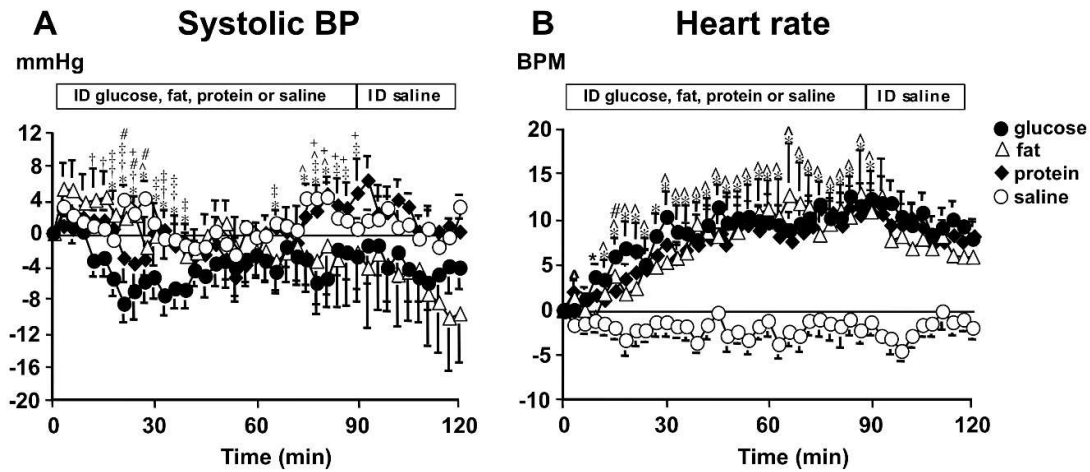 A Systolic BP
mmHg
ID glucose, fat, protein or saline
ID saline
12
8
4
0
-4
-8
-12
-16
-20
0
30
60
90
120
Time (min)
B Heart rate
BPM
ID glucose, fat, protein or saline
ID saline
20
15
10
5
0
-5
-10
0
30
60
90
120
Time (min)
glucose
fat
protein
saline